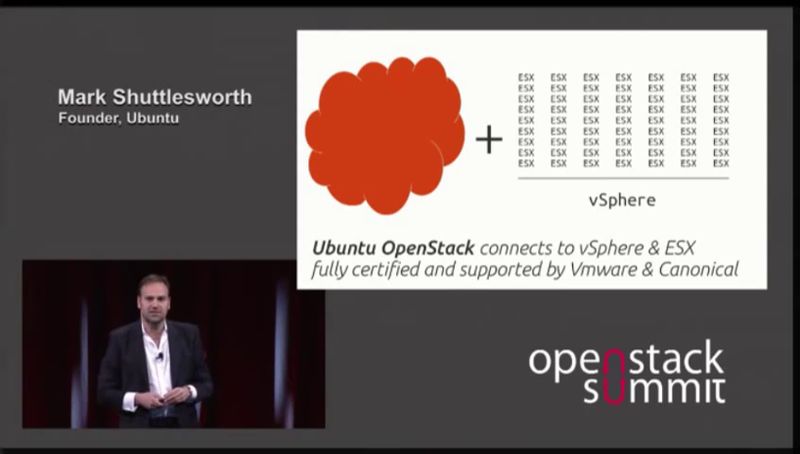 Mark Shuttlesworth
Founder, Ubuntu
ESX ESX ESX ESX ESX ESX ESX
ESX ESX ESX ESX ESX ESX ESX
ESX ESX ESX ESX ESX ESX ESX
ESX ESX ESX ESX ESX ESX ESX
ESX ESX ESX ESX ESX ESX ESX
ESX ESX ESX ESX ESX ESX ESX
ESX ESX ESX ESX ESX ESX ESX
ESX ESX ESX ESX ESX ESX ESX
ESX ESX ESX ESX ESX ESX ESX
+
vSphere
Ubuntu OpenStack connects to vSphere & ESX
fully certified and supported by Vmware & Canonical
openstack
summit